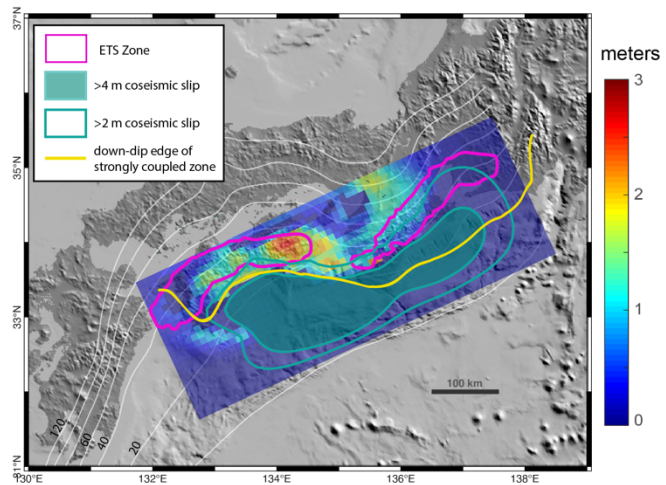 37°N
ETS Zone
>4 m coseismic slip
>2 m coseismic slip
down-dip edge of
strongly coupled zone
meters
3
2
1
0
35°N
33°N
31°N
100 km
120
60
40
20
130°E
132°E
134°E
136°E
138°E